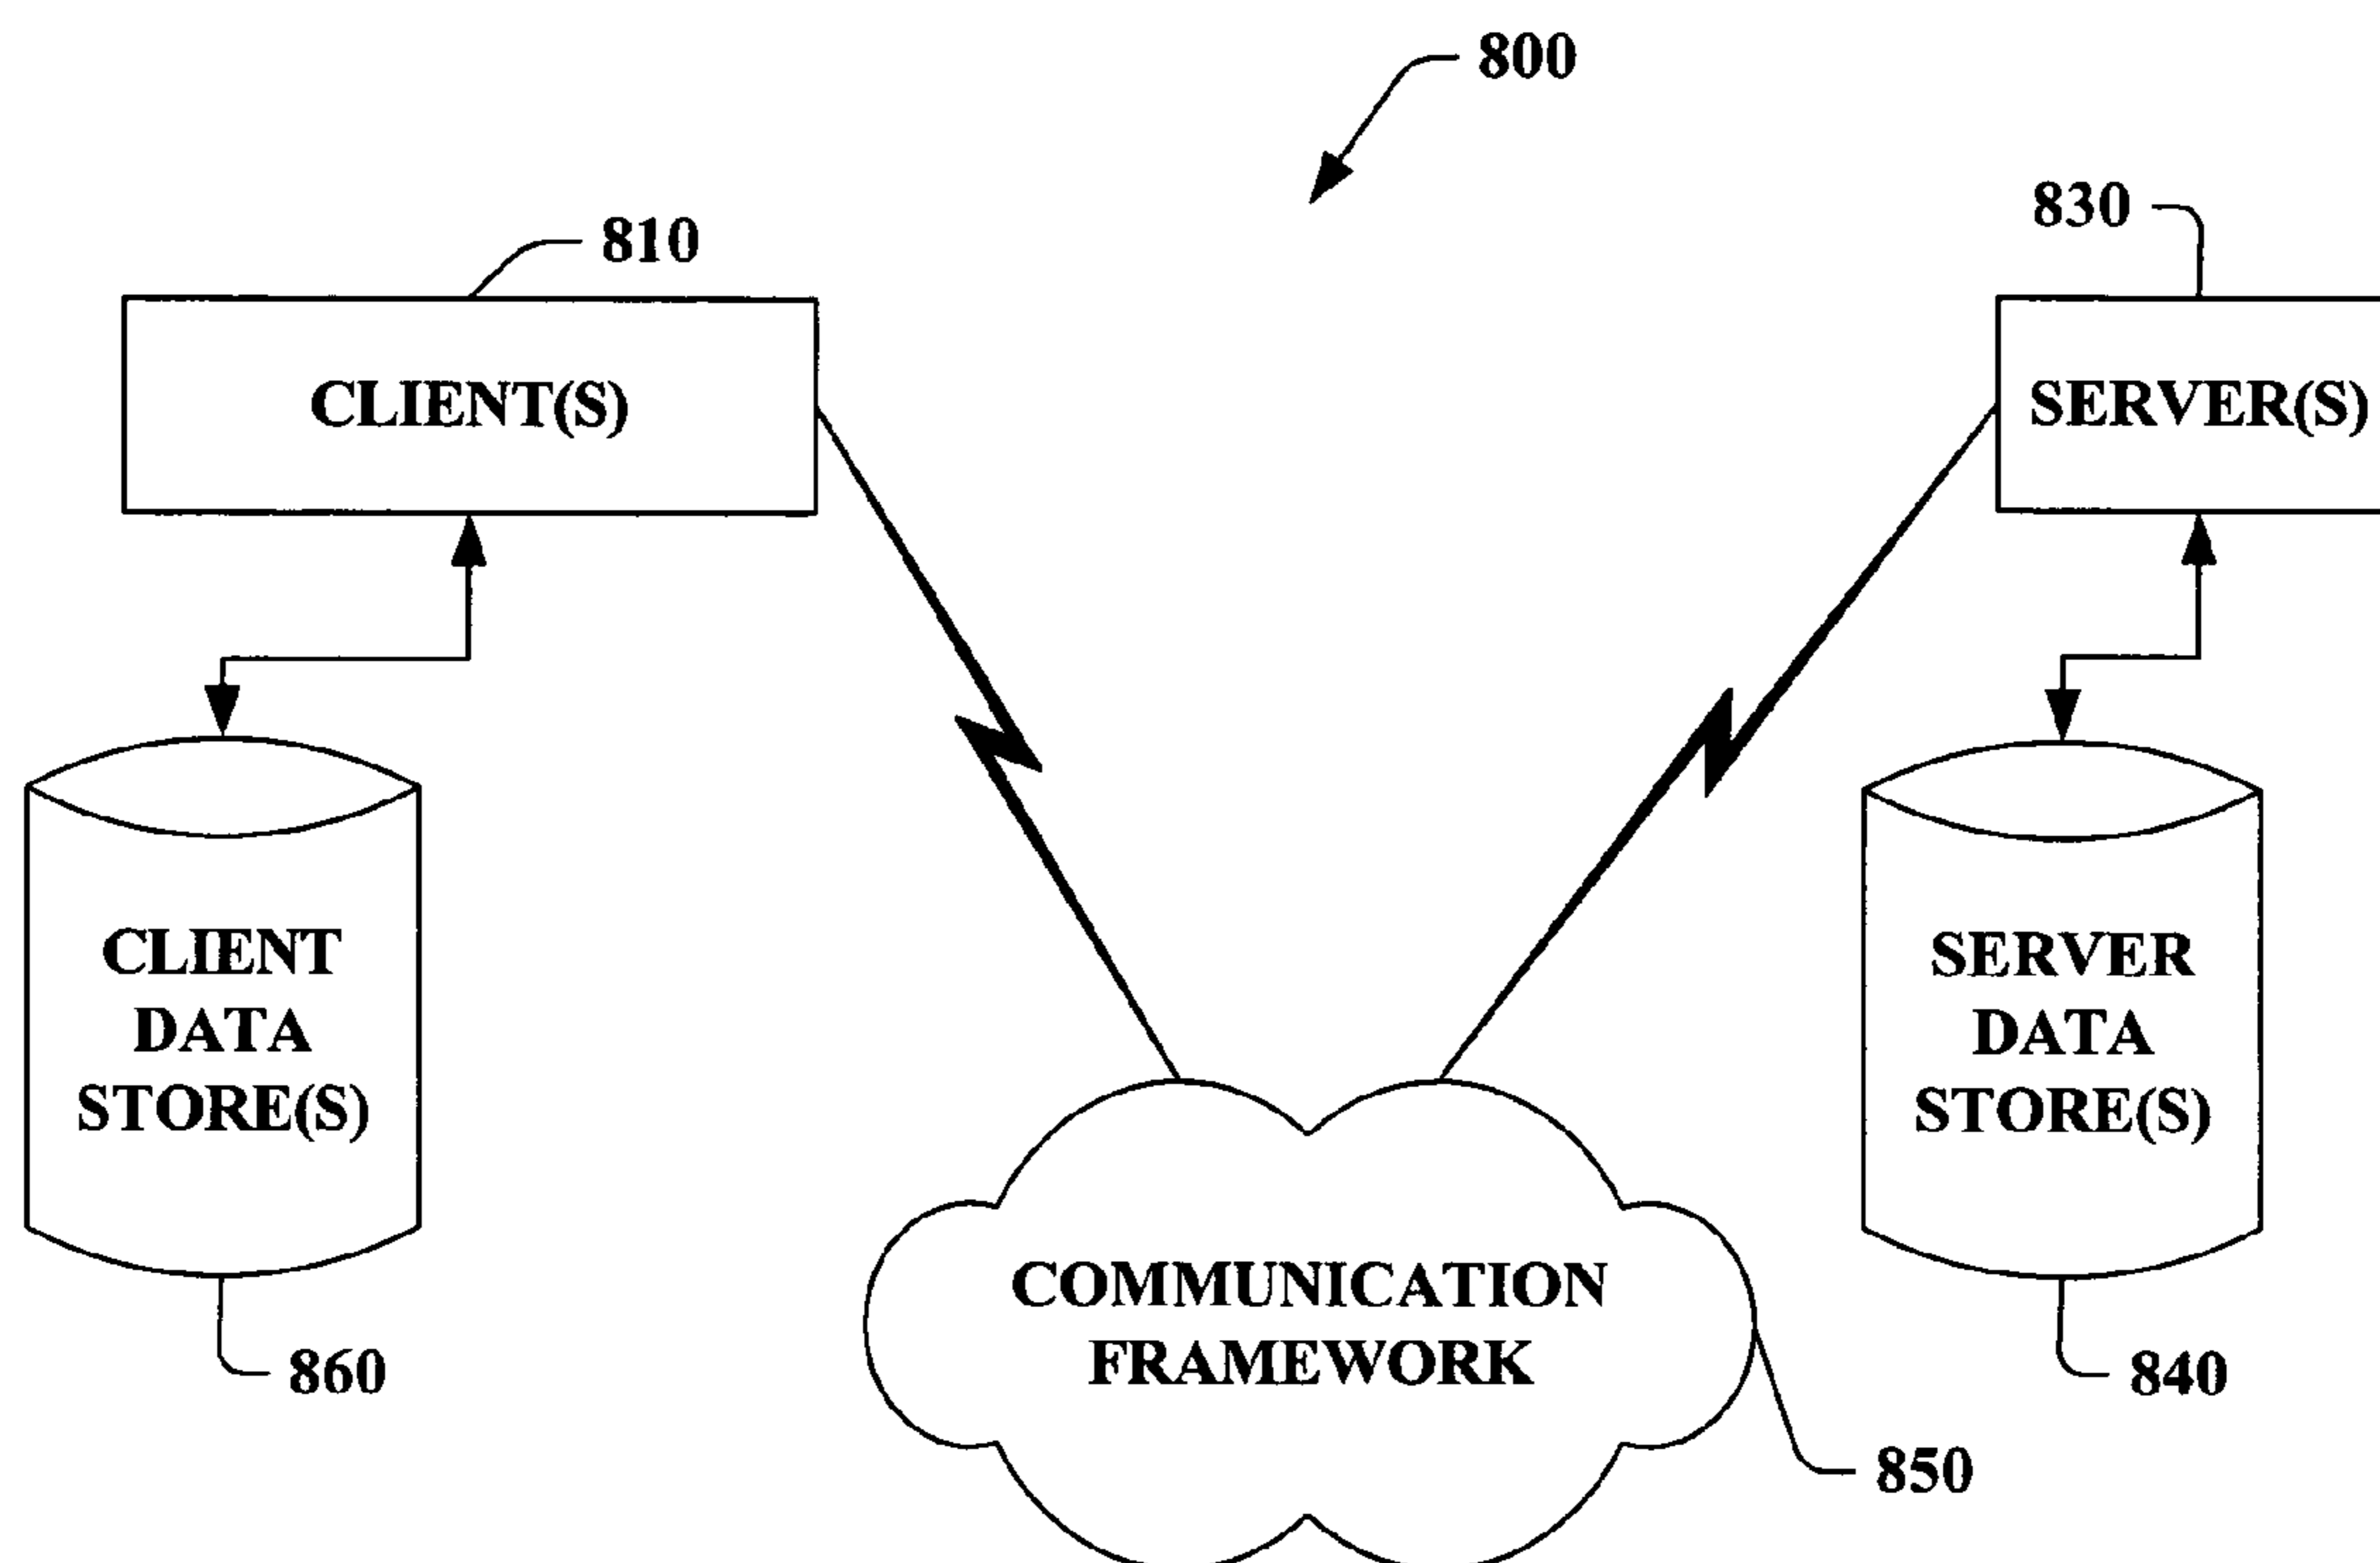 800
810
830
CLIENT(S)
SERVER(S)
CLIENT
DATA
STORE(S)
SERVER
DATA
STORE(S)
COMMUNICATION
FRAMEWORK
860
840
850